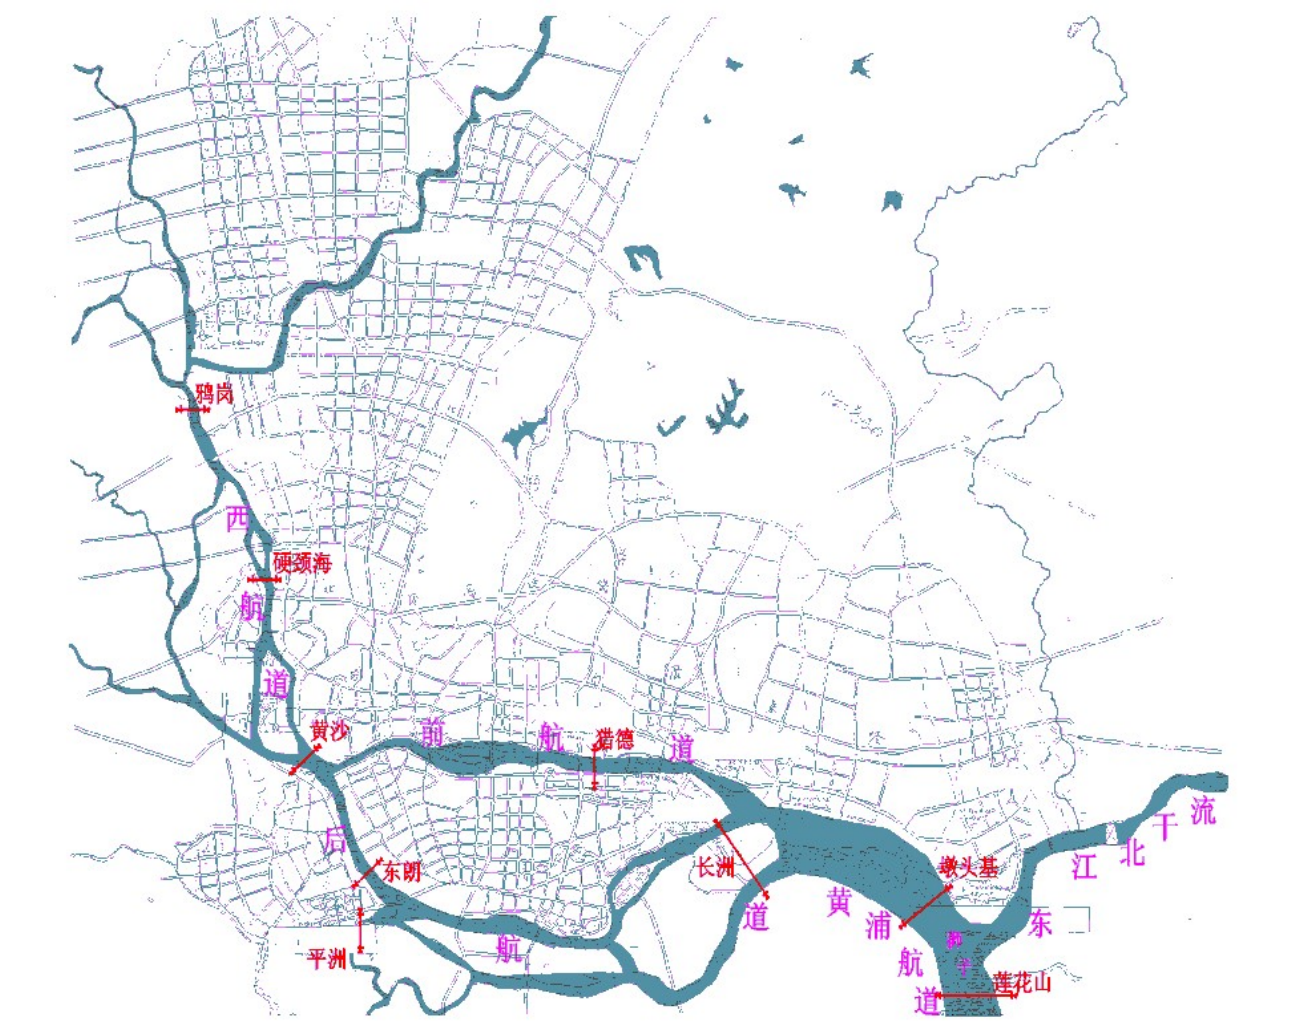 鸦岗
西
硬颈海
航
道
黄沙
前
航
猎德
道
后
东朗
长洲
平洲
航
道
黄
浦
航
道
墩头基
莲花山
东
江
北
干
流